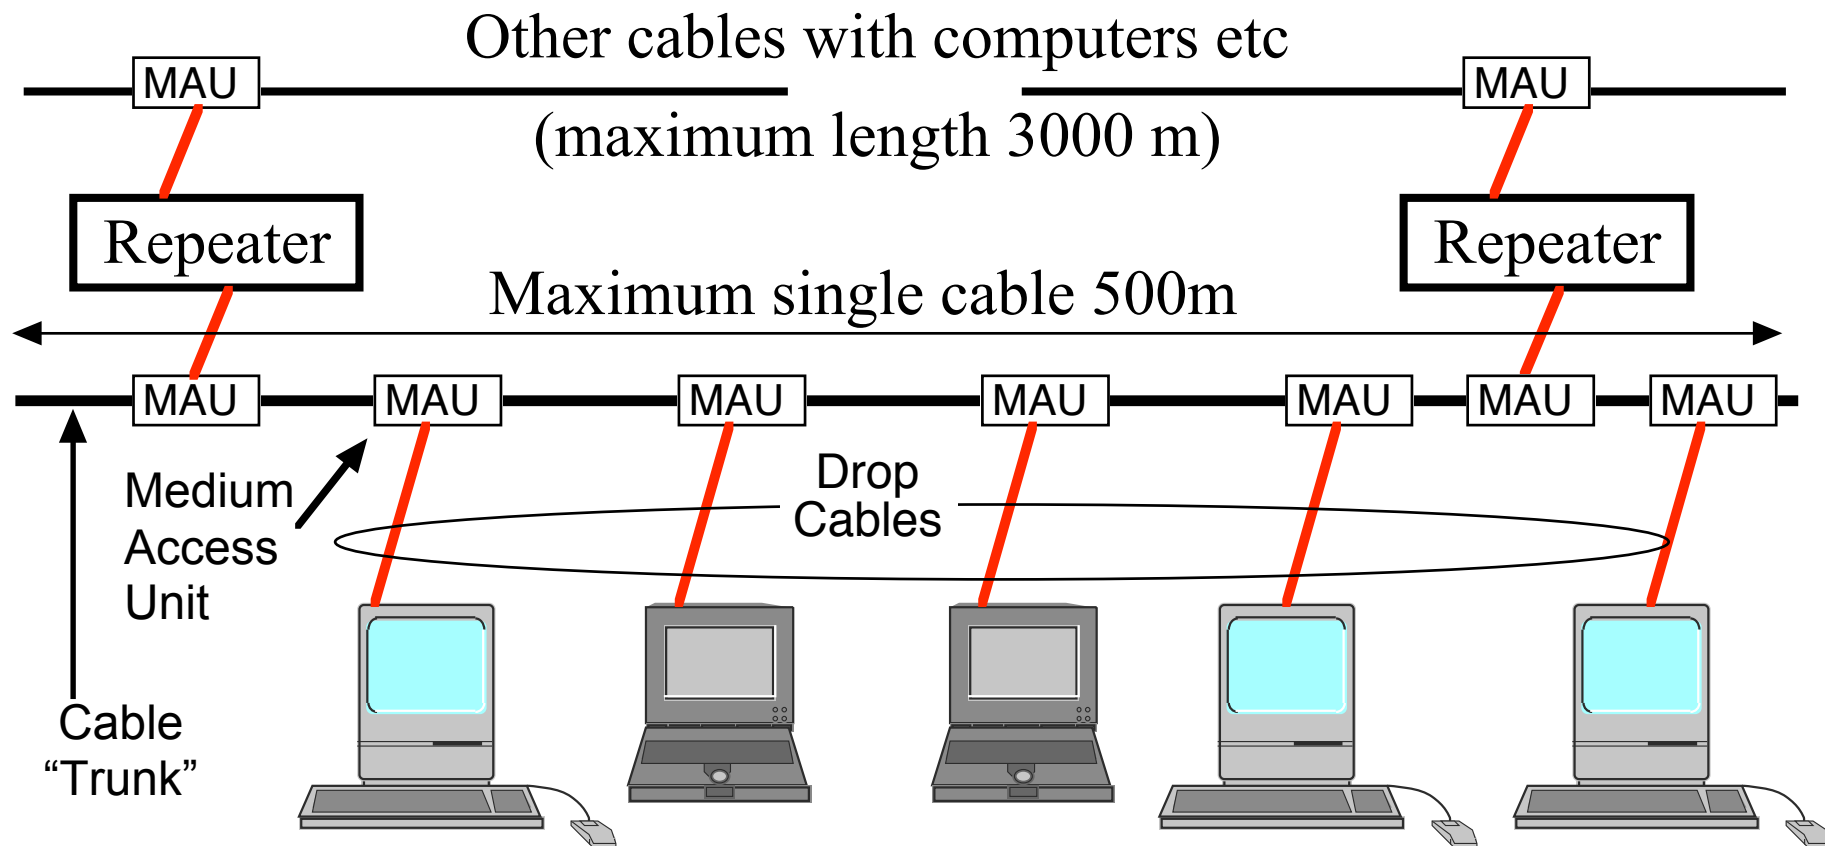 Other cables with computers etc
MAU
MAU
(maximum length 3000 m)
Repeater
Repeater
Maximum single cable 500m
MAU
MAU
MAU
MAU
MAU
MAU
MAU
Drop
Cables
Medium
Access
Unit
Cable
“Trunk”